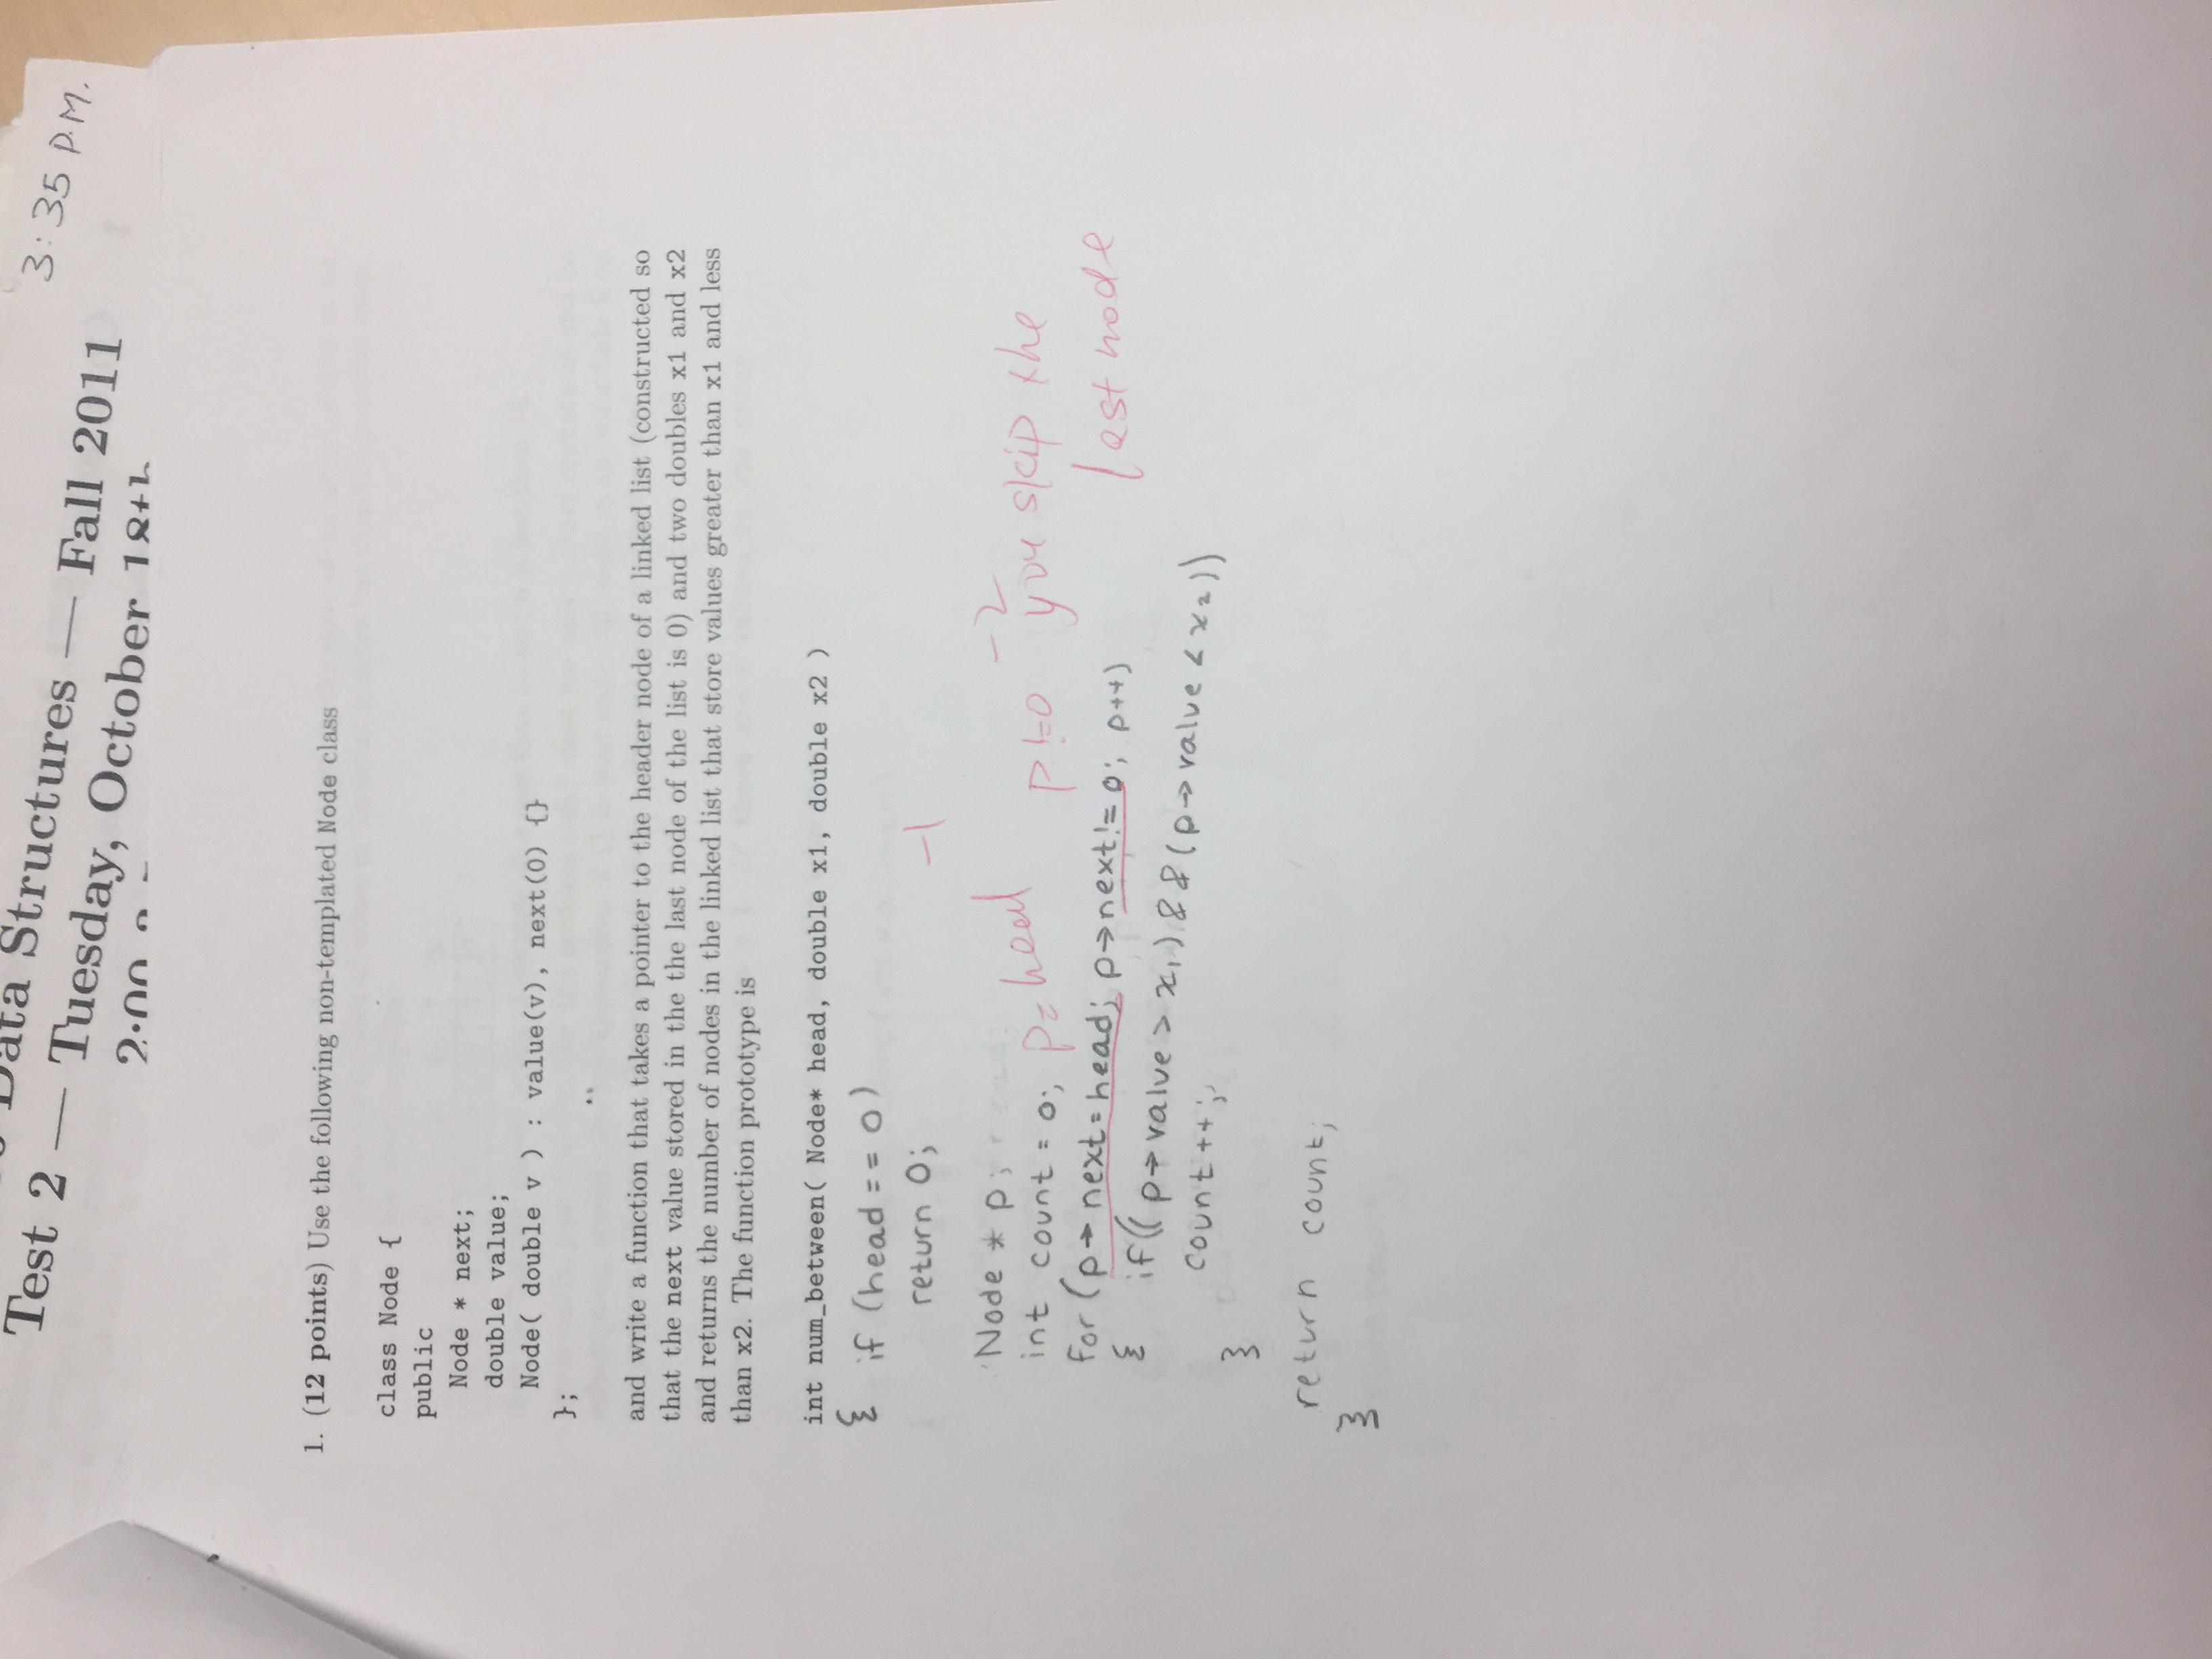 Data Structures — Fall 2011
3:35 P.M.
Test 2 — Tuesday, October 18th
2:00
1. (12 points) Use the following non-templated Node class
class Node {
public
Node * next;
double value;
Node( double v ) : value(v), next(0) {}
};
and write a function that takes a pointer to the header node of a linked list (constructed so
that the next value stored in the the last node of the list is 0) and two doubles x1 and x2
and returns the number of nodes in the linked list that store values greater than x1 and less
than x2. The function prototype is
int num_between( Node* head, double x1, double x2 )
{ if (head == 0)
return 0;
-1
Node * p;
-2
int count = 0; p=head p!=0 you skip the
last node
for (p→next=head; p→next!=0; p++)
{ if((p→value > x1) && (p→value < x2))
count++;
}
return count;
}